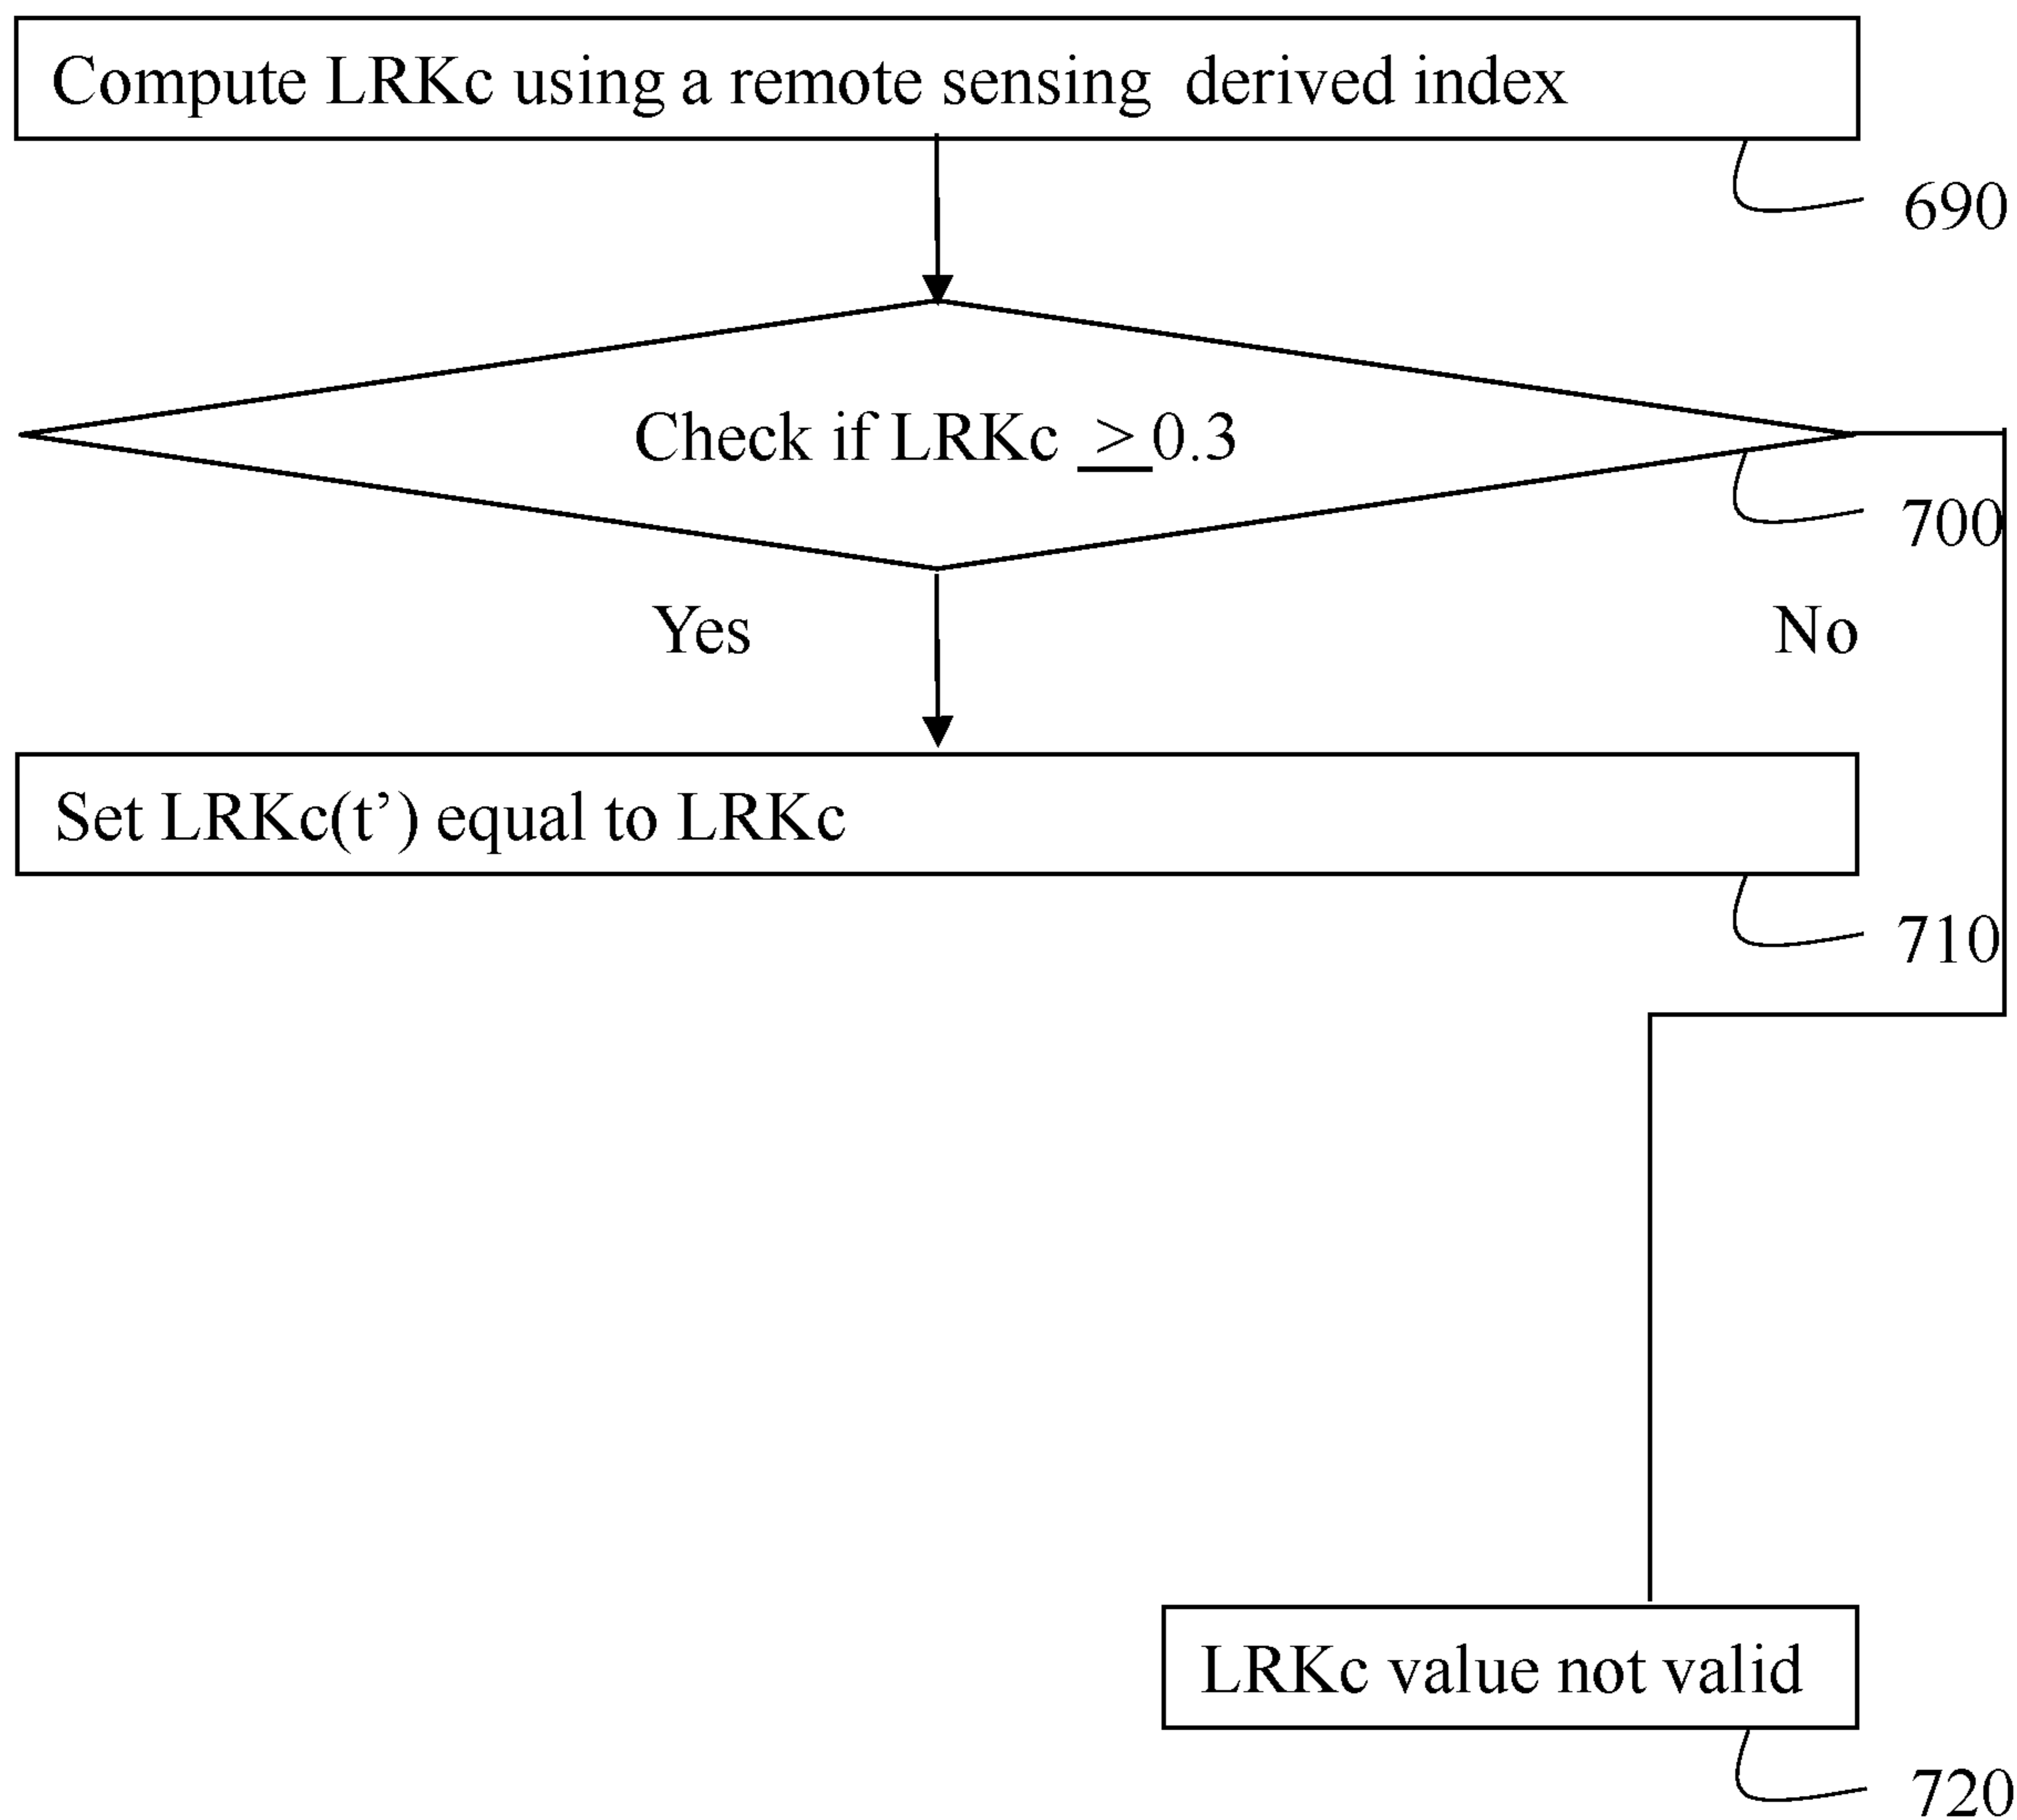 Compute LRKc using a remote sensing derived index
690
Check if LRKc ≥ 0.3
700
Yes
No
Set LRKc(t’) equal to LRKc
710
LRKc value not valid
720